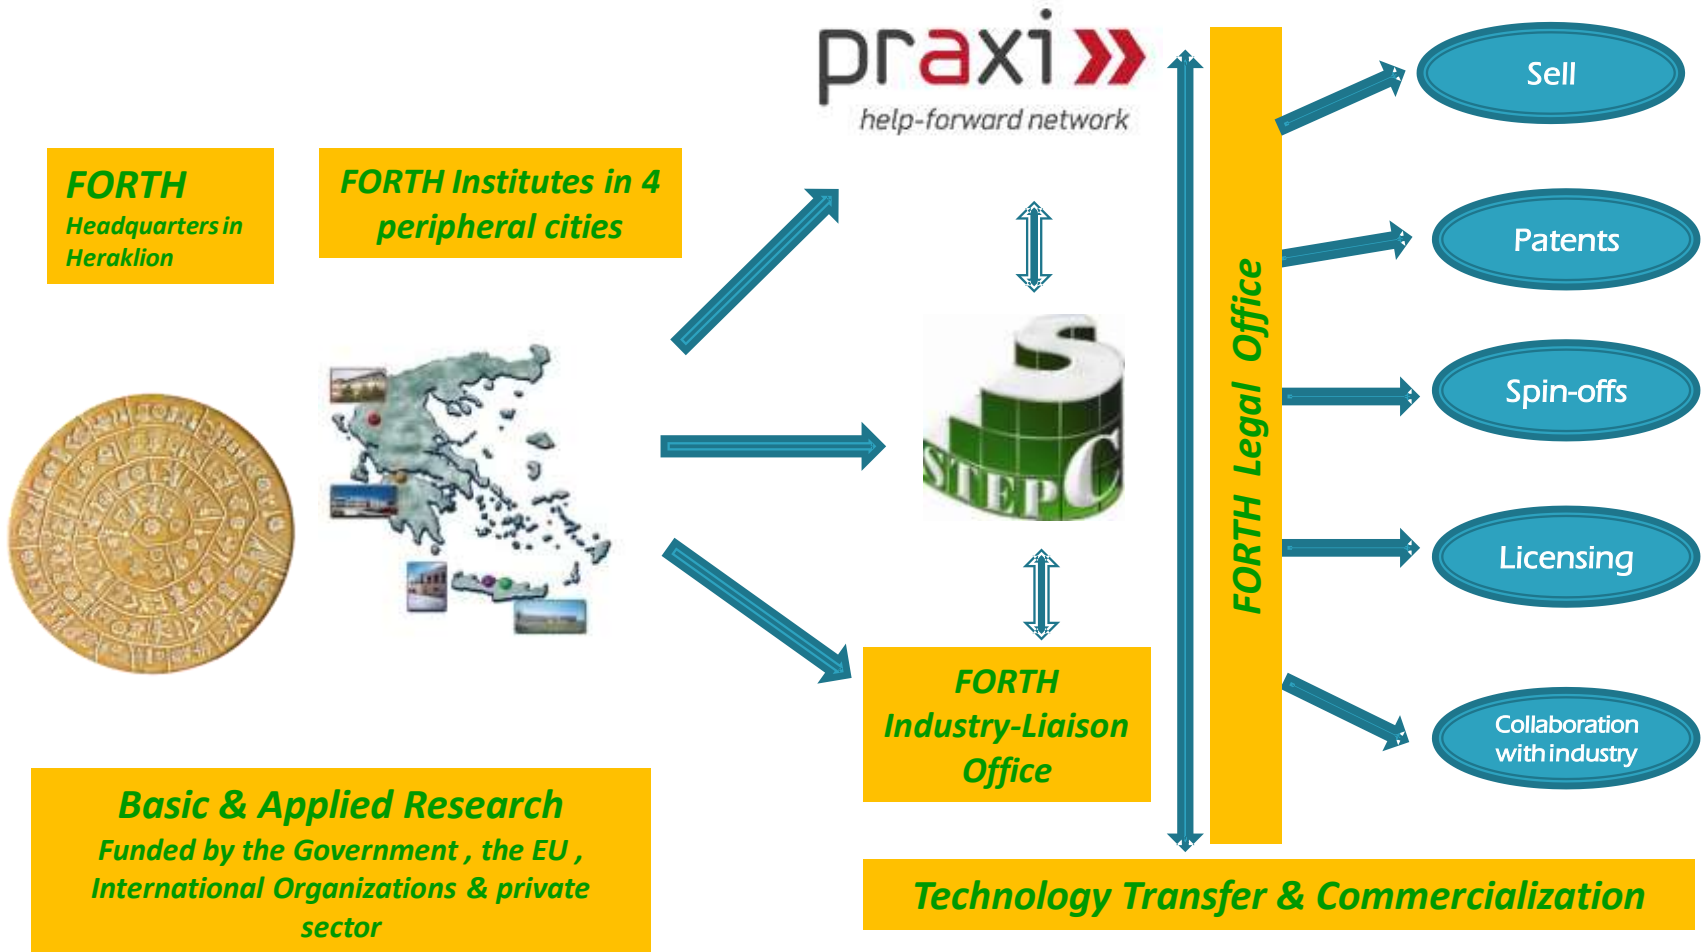 praxi
help-forward network
FORTH
Headquarters in
Heraklion
FORTH Institutes in 4
peripheral cities
STEP C
FORTH
Industry-Liaison
Office
FORTH Legal Office
Sell
Patents
Spin-offs
Licensing
Collaboration
with industry
Basic & Applied Research
Funded by the Government , the EU ,
International Organizations & private
sector
Technology Transfer & Commercialization